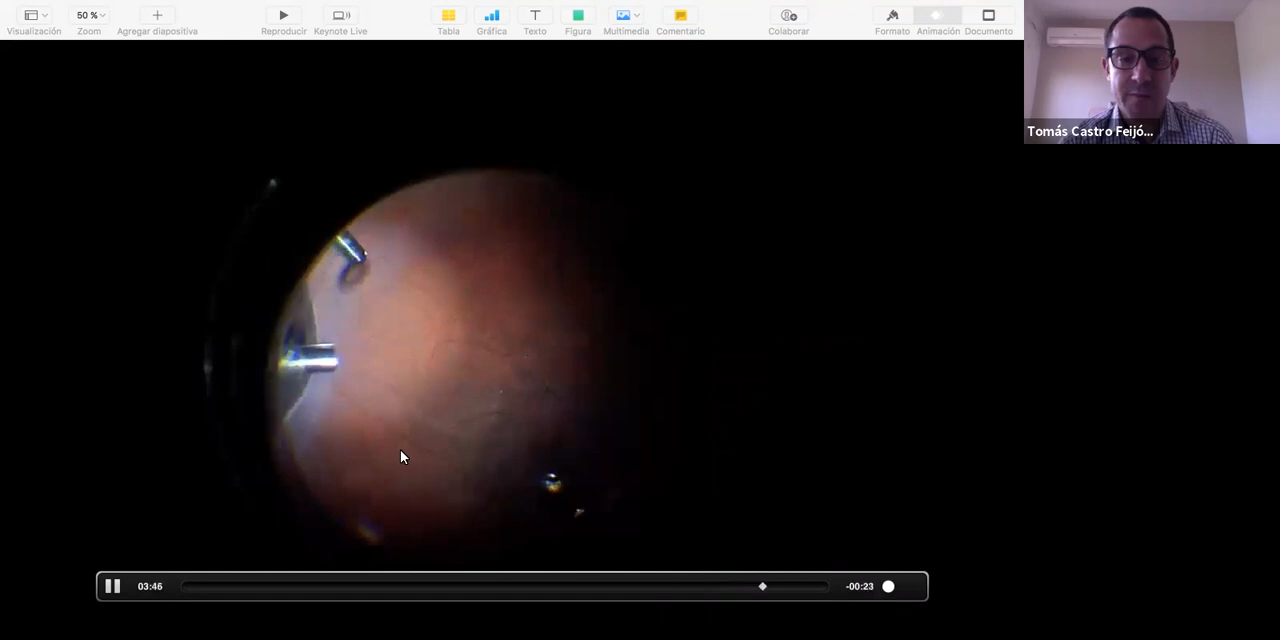 Visualización
50 %
Zoom
Agregar diapositiva
Reproducir
Keynote Live
Tabla
Gráfica
Texto
Figura
Multimedia
Comentario
Colaborar
Formato
Animación
Documento
Tomás Castro Feijó...
03:46
-00:23